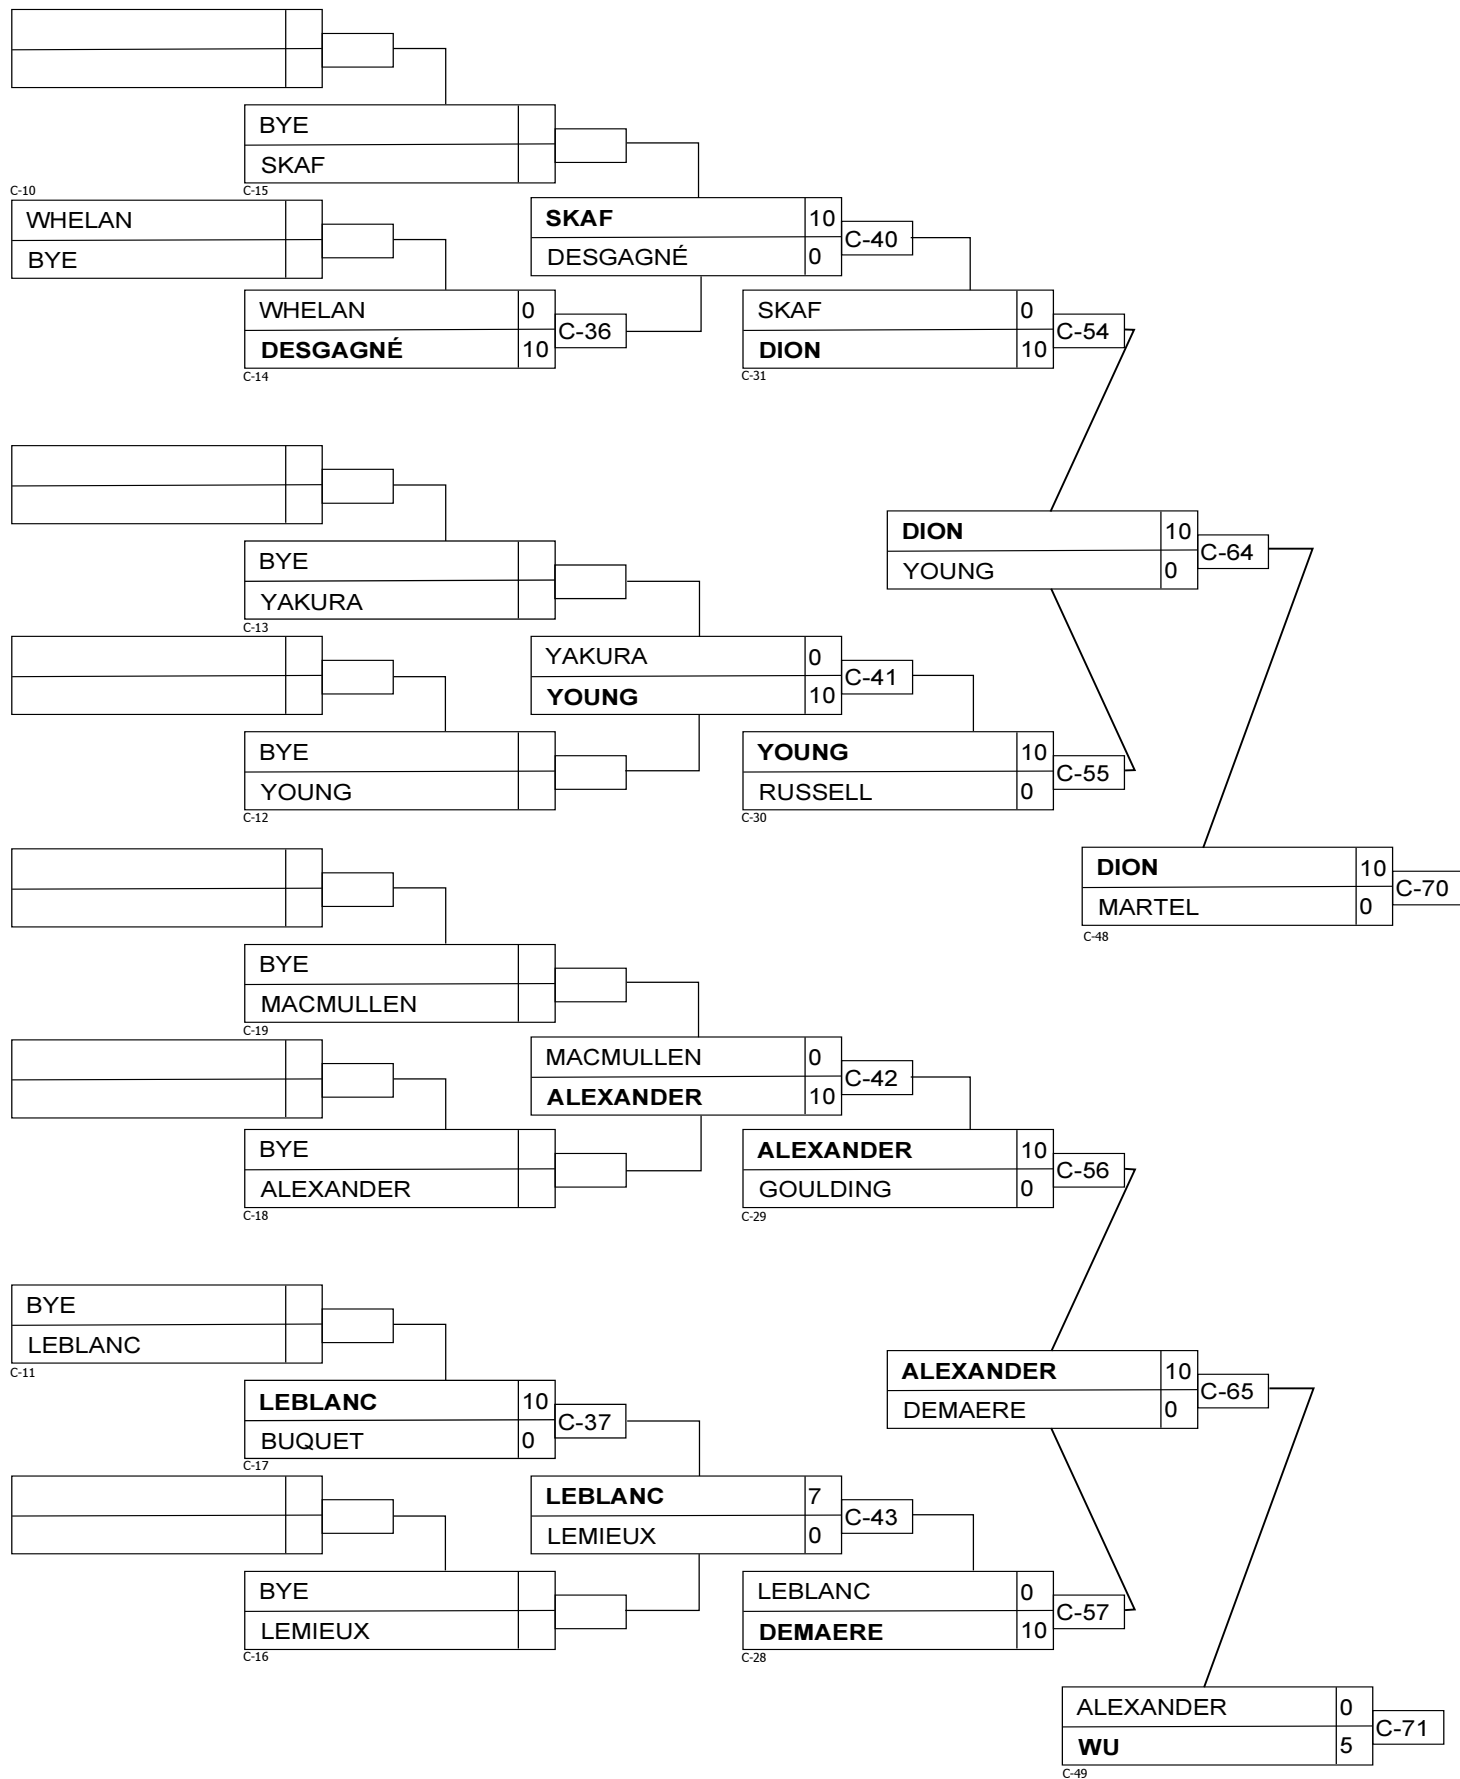 BYE
SKAF
C-10
C-15
WHELAN
BYE
SKAF 10
DESGAGNÉ 0
C-40
WHELAN 0
DESGAGNÉ 10
C-36
C-14
SKAF 0
DION 10
C-54
C-31
BYE
YAKURA
C-13
DION 10
YOUNG 0
C-64
YAKURA 0
YOUNG 10
C-41
BYE
YOUNG
C-12
YOUNG 10
RUSSELL 0
C-55
C-30
DION 10
MARTEL 0
C-70
C-48
BYE
MACMULLEN
C-19
MACMULLEN 0
ALEXANDER 10
C-42
BYE
ALEXANDER
C-18
ALEXANDER 10
GOULDING 0
C-56
C-29
BYE
LEBLANC
C-11
ALEXANDER 10
DEMAERE 0
C-65
LEBLANC 10
BUQUET 0
C-37
C-17
LEBLANC 7
LEMIEUX 0
C-43
BYE
LEMIEUX
C-16
LEBLANC 0
DEMAERE 10
C-57
C-28
ALEXANDER 0
WU 5
C-71
C-49